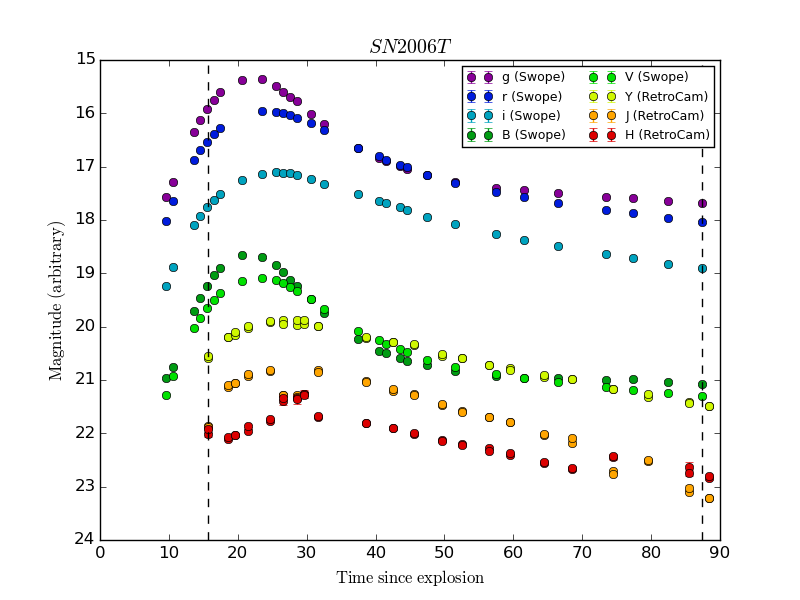 SN2006T
g (Swope)
r (Swope)
i (Swope)
B (Swope)
V (Swope)
Y (RetroCam)
J (RetroCam)
H (RetroCam)
15
16
17
18
19
20
21
22
23
24
Magnitude (arbitrary)
0 10 20 30 40 50 60 70 80 90
Time since explosion